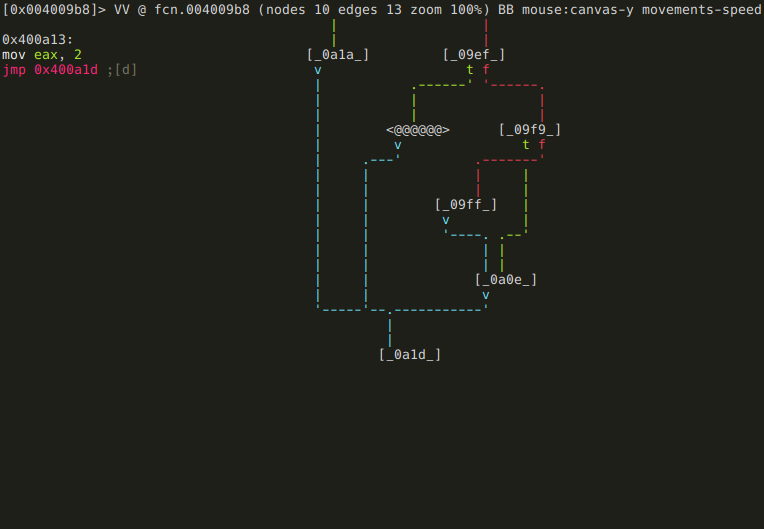 [0x004009b8]> VV @ fcn.004009b8 (nodes 10 edges 13 zoom 100%) BB mouse:canvas-y movements-speed
0x400a13:
mov eax, 2
jmp 0x400a1d ;[d]
[_0a1a_] [_09ef_]
v t f
<@@@@@@> [_09f9_]
v t f
[_09ff_]
v
[_0a0e_]
v
[_0a1d_]